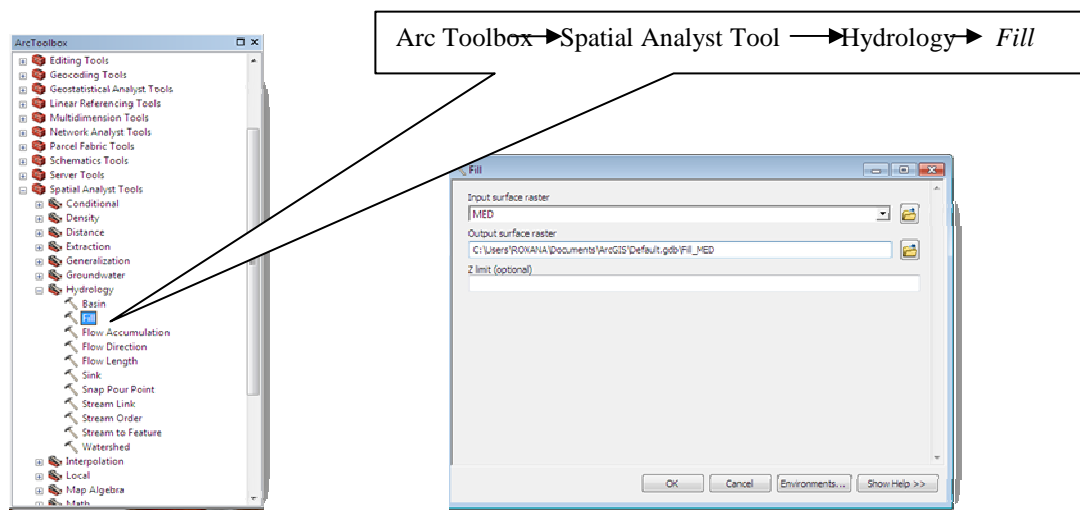 Arc Toolbox Spatial Analyst Tool Hydrology Fill
ArcToolbox
Editing Tools
Geocoding Tools
Geostatistical Analyst Tools
Linear Referencing Tools
Multidimension Tools
Network Analyst Tools
Parcel Fabric Tools
Schematics Tools
Server Tools
Spatial Analyst Tools
Conditional
Density
Distance
Extraction
Generalization
Groundwater
Hydrology
Basin
Fill
Flow Accumulation
Flow Direction
Flow Length
Sink
Snap Pour Point
Stream Link
Stream Order
Stream to Feature
Watershed
Interpolation
Local
Map Algebra
Math
Fill
Input surface raster
MED
Output surface raster
C:\Users\ROXANA\Documents\ArcGIS\Default.gdb\Fill_MED
Z limit (optional)
OK Cancel Environments... Show Help >>